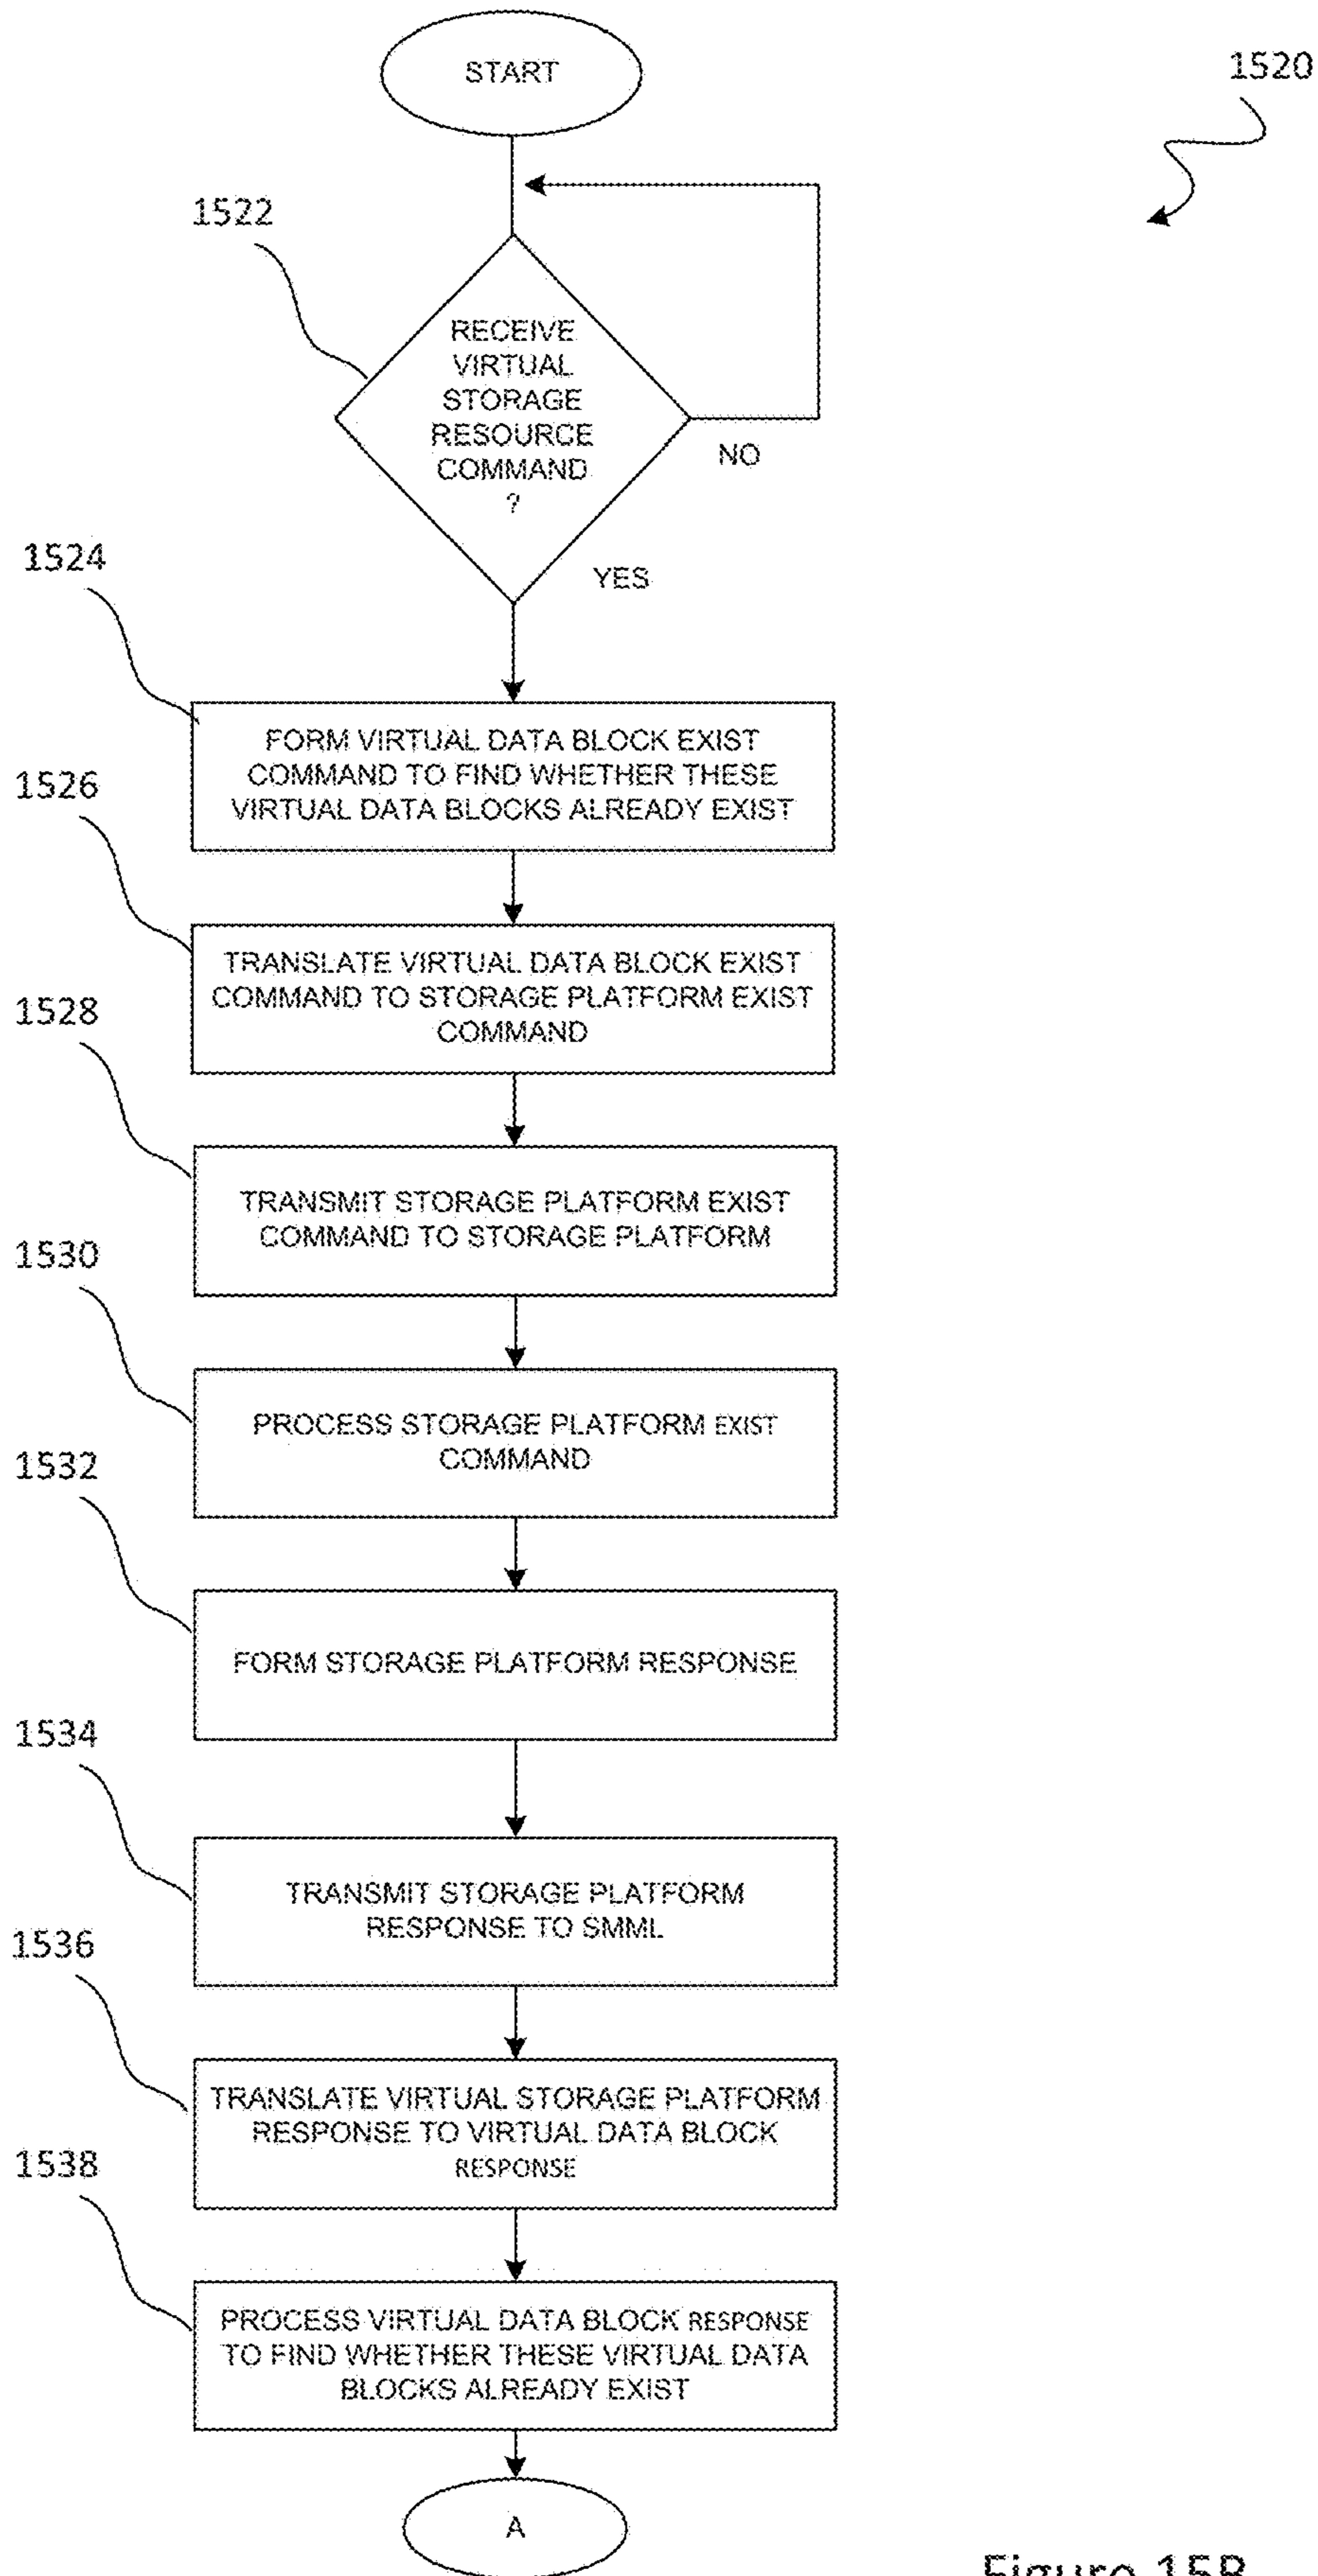 START
1520
1522
RECEIVE
VIRTUAL
STORAGE
RESOURCE
COMMAND
?
NO
YES
1524
FORM VIRTUAL DATA BLOCK EXIST
COMMAND TO FIND WHETHER THESE
VIRTUAL DATA BLOCKS ALREADY EXIST
1526
TRANSLATE VIRTUAL DATA BLOCK EXIST
COMMAND TO STORAGE PLATFORM EXIST
COMMAND
1528
TRANSMIT STORAGE PLATFORM EXIST
COMMAND TO STORAGE PLATFORM
1530
PROCESS STORAGE PLATFORM EXIST
COMMAND
1532
FORM STORAGE PLATFORM RESPONSE
1534
TRANSMIT STORAGE PLATFORM
RESPONSE TO SMML
1536
TRANSLATE VIRTUAL STORAGE PLATFORM
RESPONSE TO VIRTUAL DATA BLOCK
RESPONSE
1538
PROCESS VIRTUAL DATA BLOCK RESPONSE
TO FIND WHETHER THESE VIRTUAL DATA
BLOCKS ALREADY EXIST
A
Figure 15B